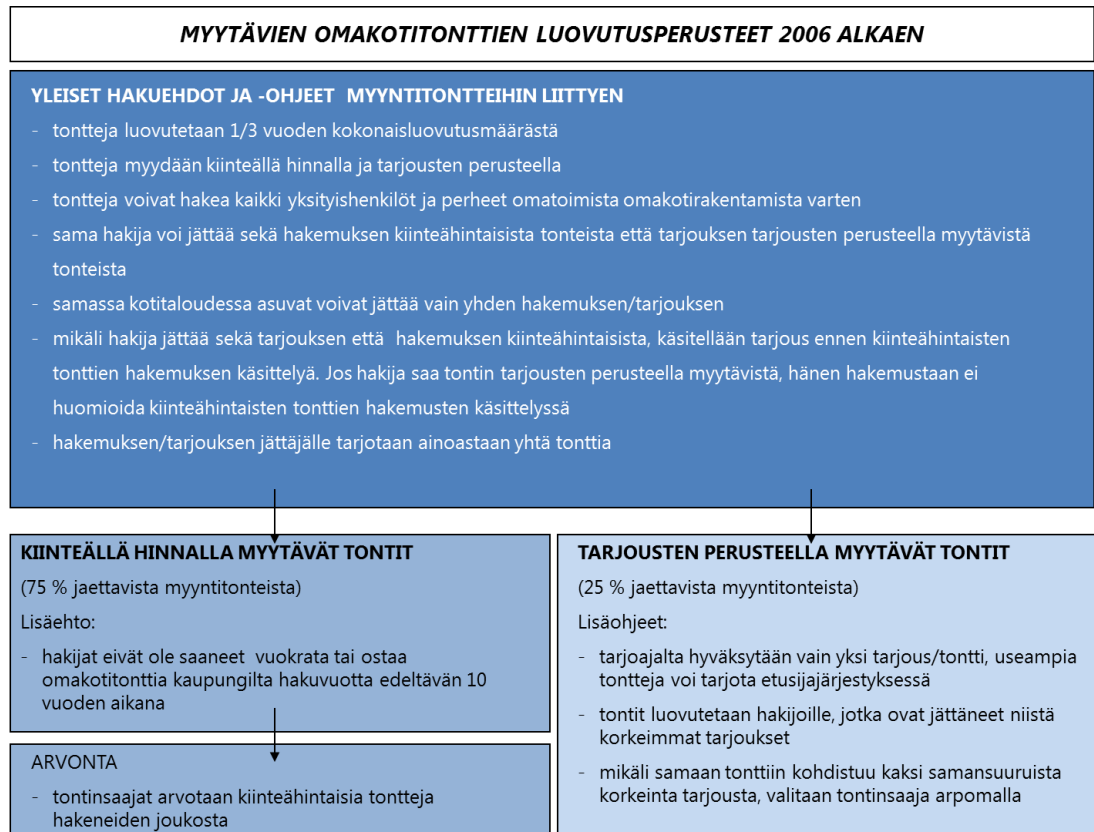 MYYTÄVIEN OMAKOTITONTTIEN LUOVUTUSPERUSTEET 2006 ALKAEN
YLEISET HAKUEHDOT JA -OHJEET MYYNTITONTTEIHIN LIITTYEN
- tontteja luovutetaan 1/3 vuoden kokonaisluovutusmäärästä
- tontteja myydään kiinteällä hinnalla ja tarjousten perusteella
- tontteja voivat hakea kaikki yksityishenkilöt ja perheet omatoimista omakotirakentamista varten
- sama hakija voi jättää sekä hakemuksen kiinteähintaisista tonteista että tarjouksen tarjousten perusteella myytävistä
tonteista
- samassa kotitaloudessa asuvat voivat jättää vain yhden hakemuksen/tarjouksen
- mikäli hakija jättää sekä tarjouksen että hakemuksen kiinteähintaisista, käsitellään tarjous ennen kiinteähintaisten
tonttien hakemuksen käsittelyä. Jos hakija saa tontin tarjousten perusteella myytävistä, hänen hakemustaan ei
huomioida kiinteähintaisten tonttien hakemusten käsittelyssä
- hakemuksen/tarjouksen jättäjälle tarjotaan ainoastaan yhtä tonttia
KIINTEÄLLÄ HINNALLA MYYTÄVÄT TONTIT
(75 % jaettavista myyntitonteista)
Lisäehto:
- hakijat eivät ole saaneet vuokrata tai ostaa
omakotitonttia kaupungilta hakuvuotta edeltävän 10
vuoden aikana
ARVONTA
- tontinsaajat arvotaan kiinteähintaisia tontteja
hakeneiden joukosta
TARJOUSTEN PERUSTEELLA MYYTÄVÄT TONTIT
(25 % jaettavista myyntitonteista)
Lisäohjeet:
- tarjoajalta hyväksytään vain yksi tarjous/tontti, useampia
tontteja voi tarjota etusijajärjestyksessä
- tontit luovutetaan hakijoille, jotka ovat jättäneet niistä
korkeimmat tarjoukset
- mikäli samaan tonttiin kohdistuu kaksi samansuuruista
korkeinta tarjousta, valitaan tontinsaaja arpomalla